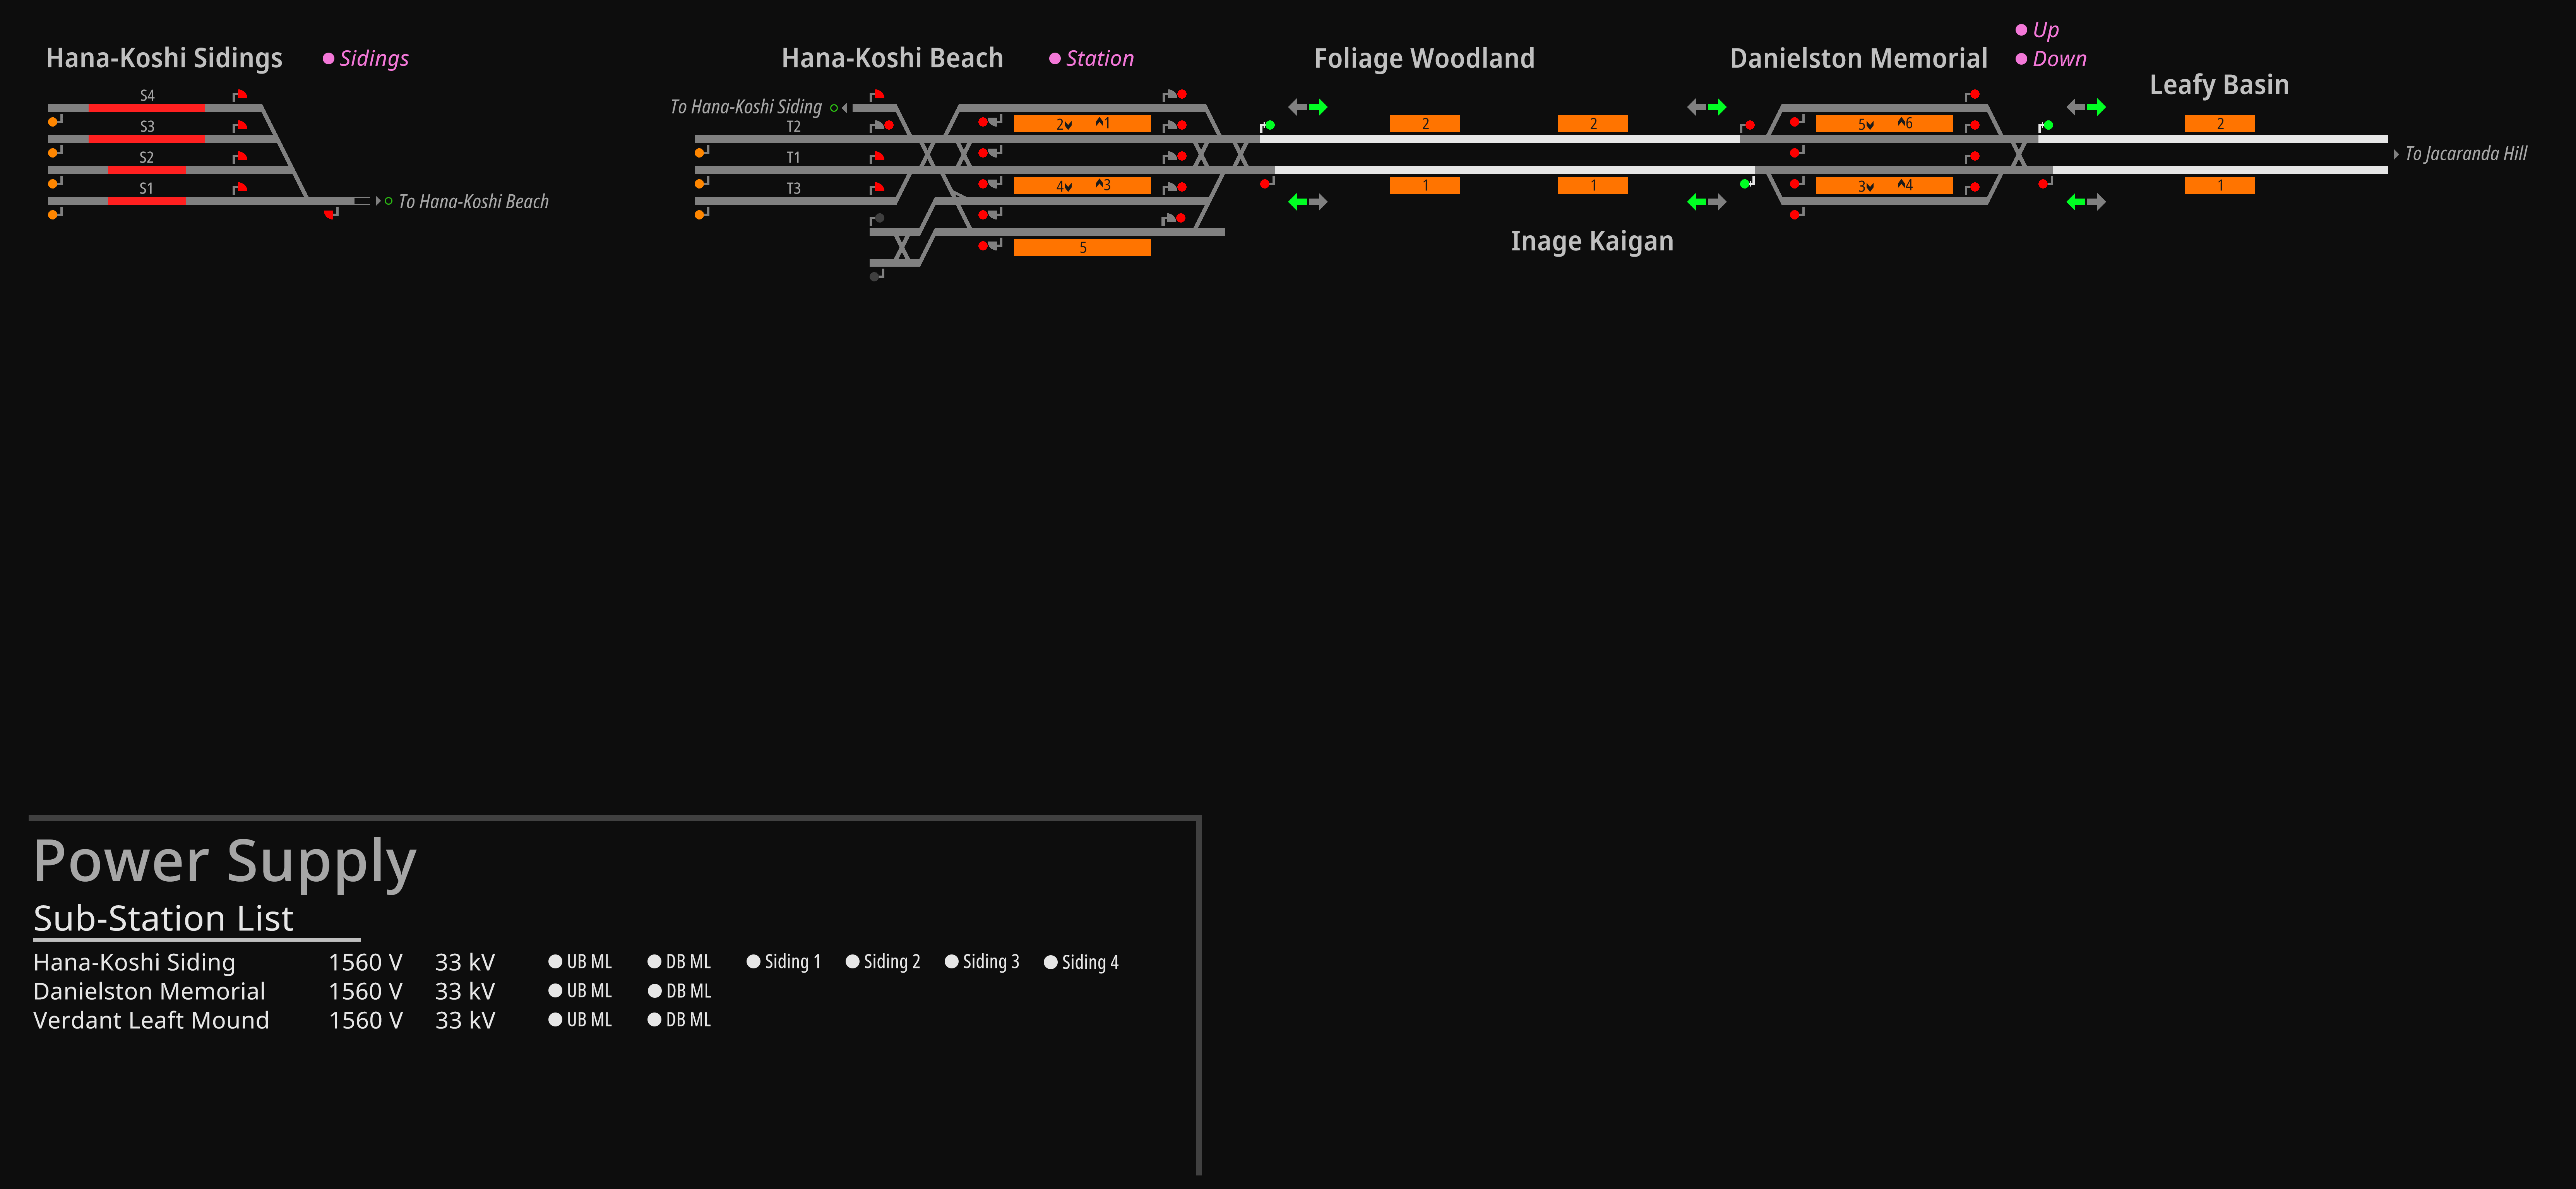 Up
Hana-Koshi Sidings Sidings Hana-Koshi Beach Station Foliage Woodland Danielston Memorial Down
Leafy Basin
S4 To Hana-Koshi Siding
S3 T2 2 1 2 2 5 6 2
S2 T1 To Jacaranda Hill
S1 T3 4 3 1 1 3 4 1
To Hana-Koshi Beach
Inage Kaigan
5
Power Supply
Sub-Station List
Hana-Koshi Siding 1560 V 33 kV UB ML DB ML Siding 1 Siding 2 Siding 3 Siding 4
Danielston Memorial 1560 V 33 kV UB ML DB ML
Verdant Leaft Mound 1560 V 33 kV UB ML DB ML